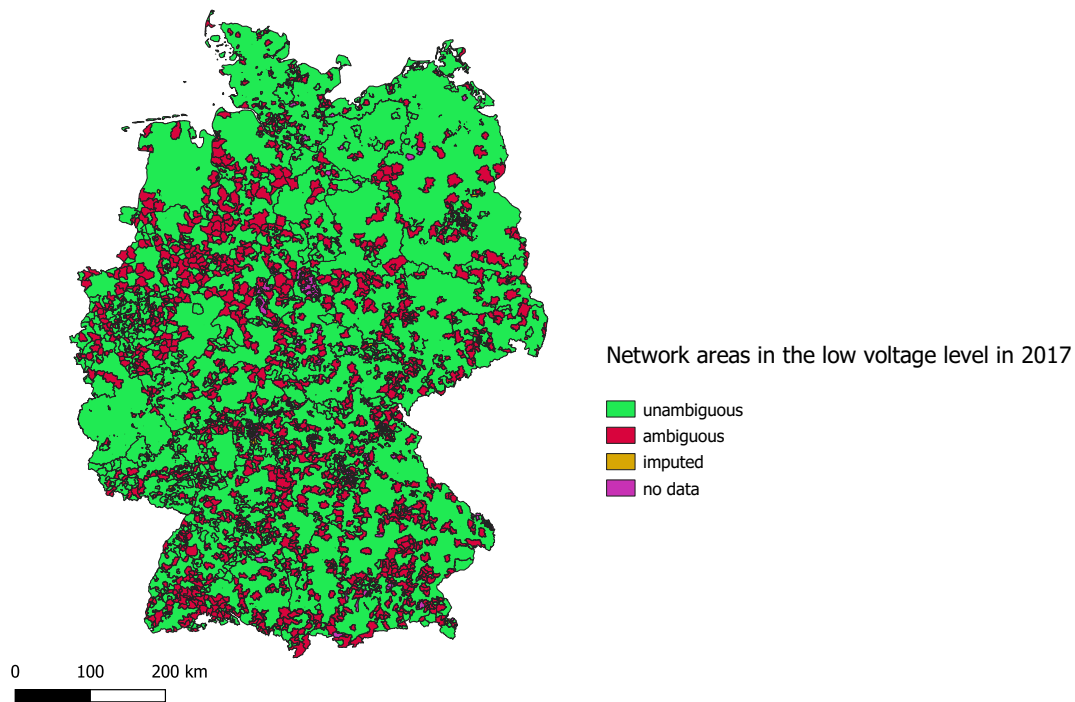 Network areas in the low voltage level in 2017
unambiguous
ambiguous
imputed
no data
0 100 200 km